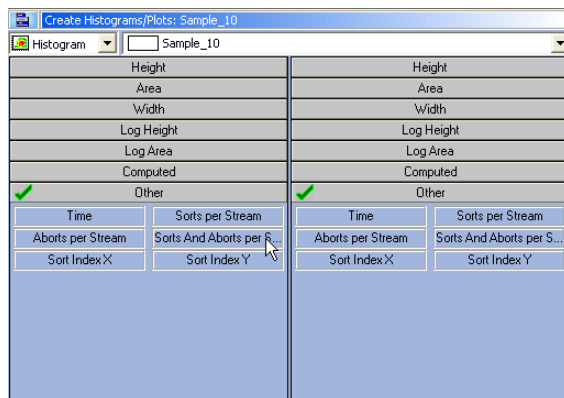 Create Histograms/Plots: Sample_10
Histogram Sample_10
Height Height
Area Area
Width Width
Log Height Log Height
Log Area Log Area
Computed Computed
Other Other
Time Sorts per Stream Time Sorts per Stream
Aborts per Stream Sorts And Aborts per S... Aborts per Stream Sorts And Aborts per S...
Sort Index X Sort Index Y Sort Index X Sort Index Y